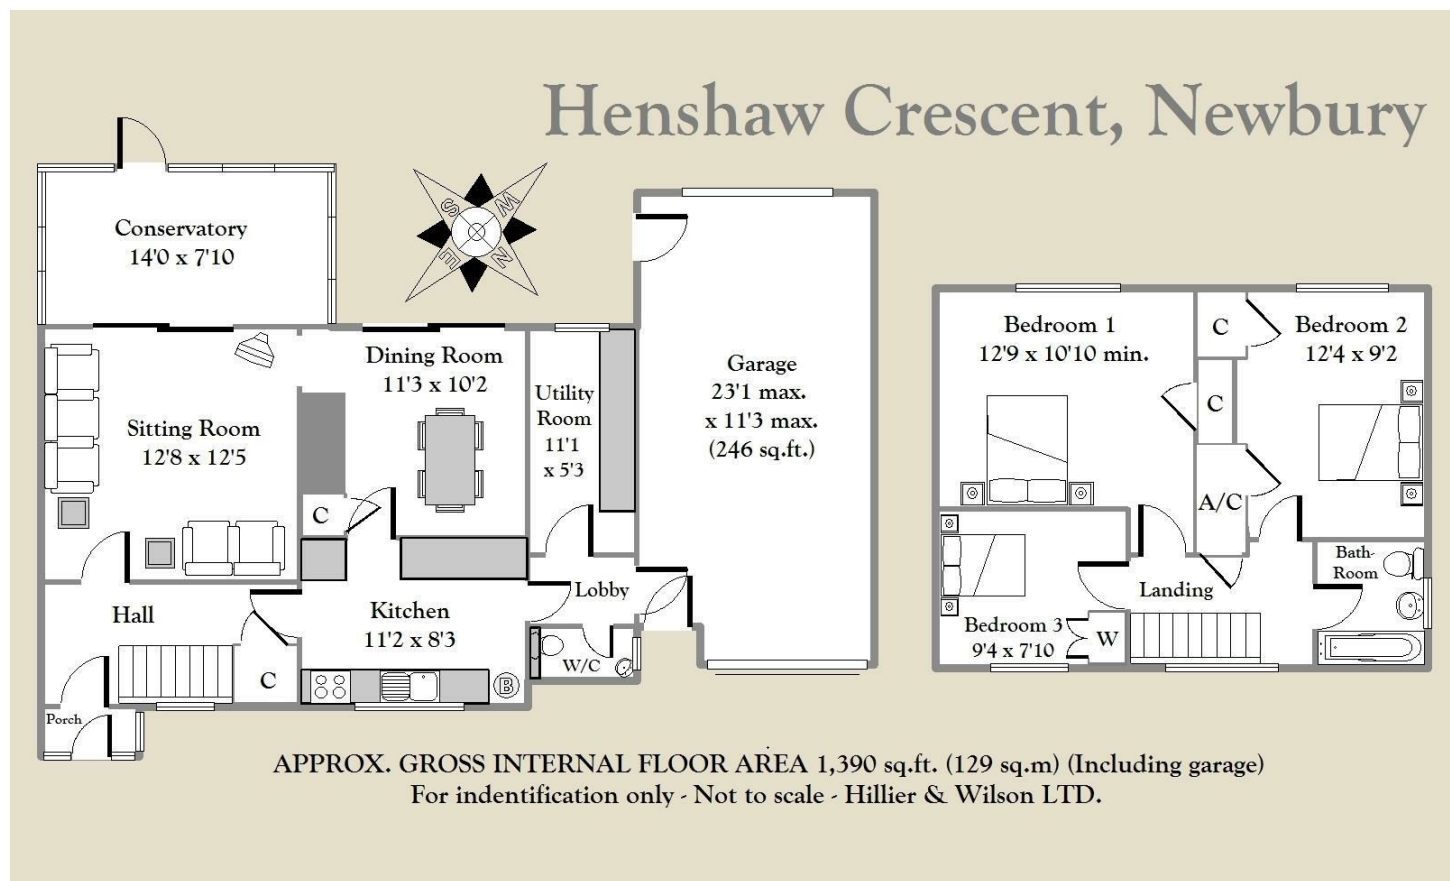 Henshaw Crescent, Newbury
Conservatory
14'0 x 7'10
S
W
E
N
Sitting Room
12'8 x 12'5
Dining Room
11'3 x 10'2
Utility
Room
11'1
x 5'3
Garage
23'1 max.
x 11'3 max.
(246 sq.ft.)
C
Hall
Kitchen
11'2 x 8'3
Lobby
W/C
C
B
Porch
Bedroom 1
12'9 x 10'10 min.
C
Bedroom 2
12'4 x 9'2
C
A/C
Bath-
Room
Landing
Bedroom 3
9'4 x 7'10
W
APPROX. GROSS INTERNAL FLOOR AREA 1,390 sq.ft. (129 sq.m) (Including garage)
For indentification only - Not to scale - Hillier & Wilson LTD.